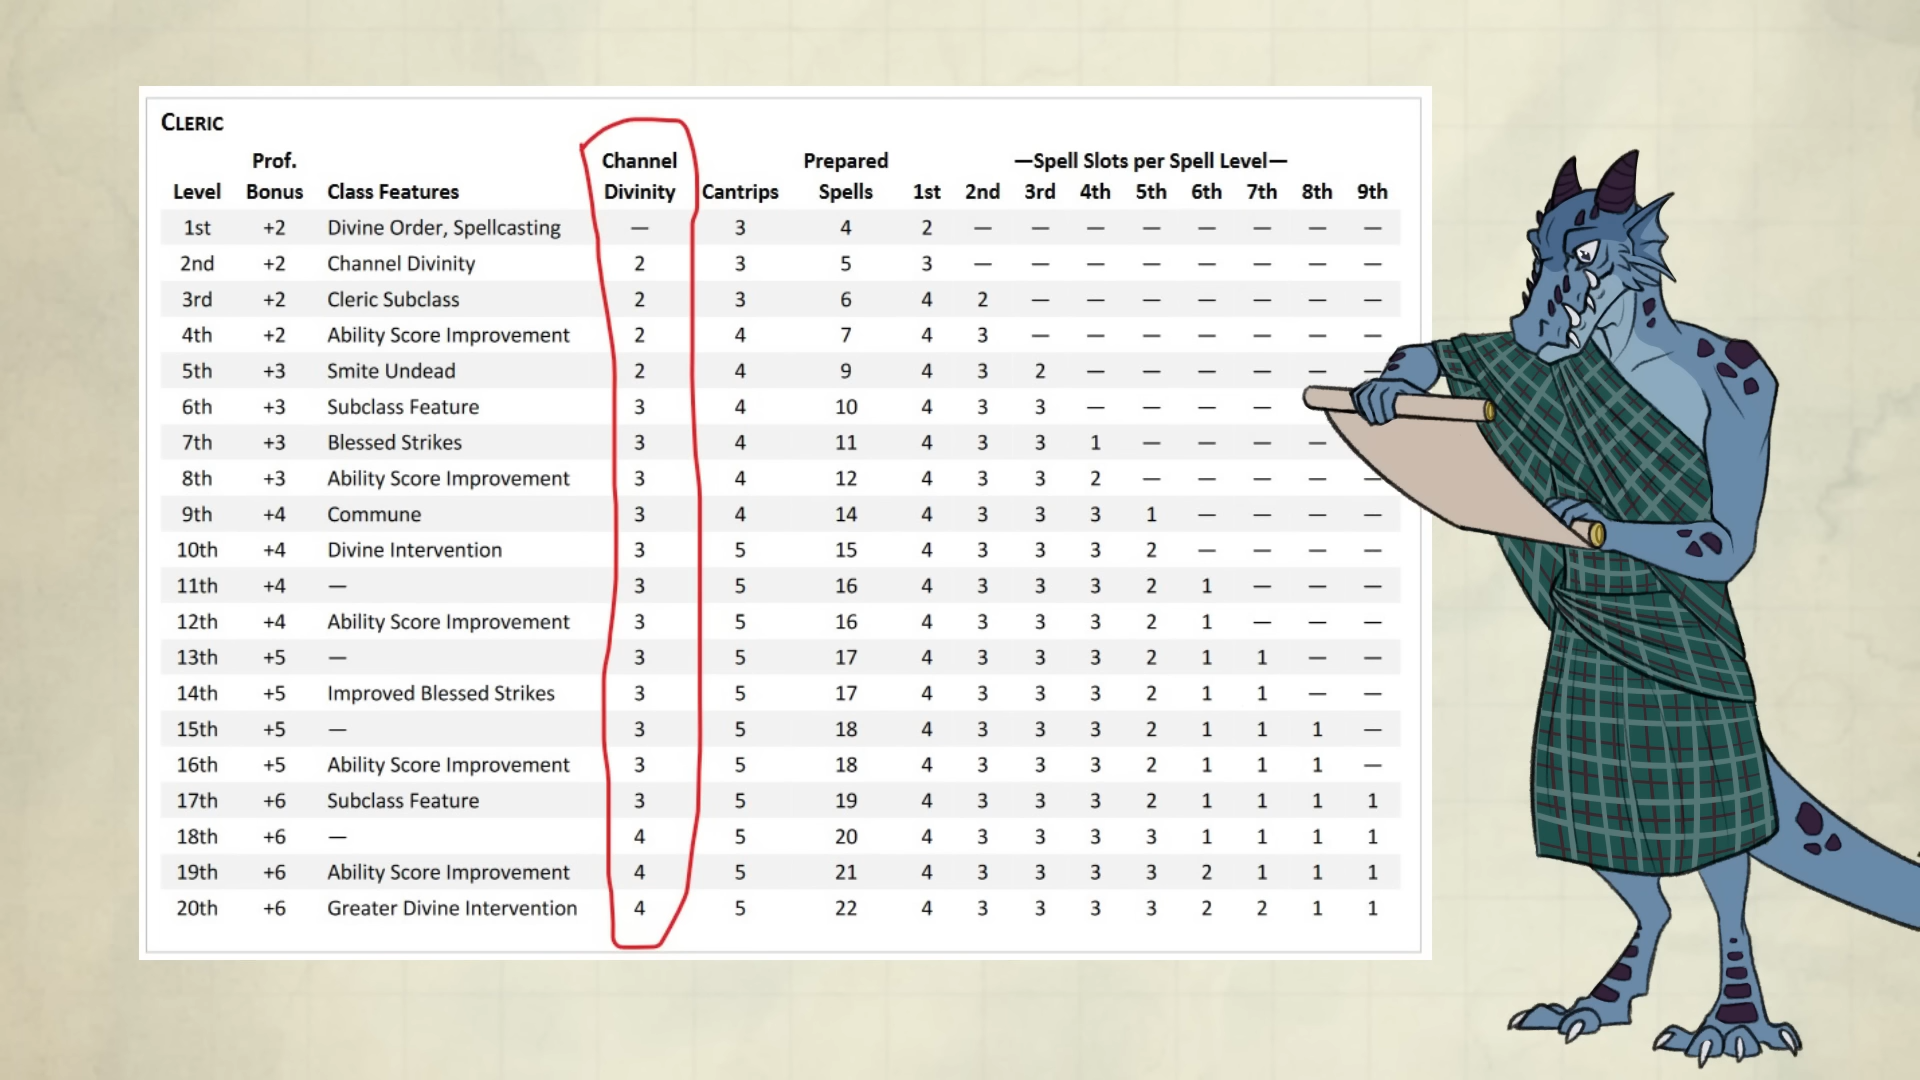 CLERIC
Prof. Channel Prepared —Spell Slots per Spell Level—
Level Bonus Class Features Divinity Cantrips Spells 1st 2nd 3rd 4th 5th 6th 7th 8th 9th
1st +2 Divine Order, Spellcasting — 3 4 2 — — — — — — — —
2nd +2 Channel Divinity 2 3 5 3 — — — — — — — —
3rd +2 Cleric Subclass 2 3 6 4 2 — — — — — — —
4th +2 Ability Score Improvement 2 4 7 4 3 — — — — — — —
5th +3 Smite Undead 2 4 9 4 3 2 — — — — — —
6th +3 Subclass Feature 3 4 10 4 3 3 — — — —
7th +3 Blessed Strikes 3 4 11 4 3 3 1 — — — —
8th +3 Ability Score Improvement 3 4 12 4 3 3 2 — — — — —
9th +4 Commune 3 4 14 4 3 3 3 1 — — — —
10th +4 Divine Intervention 3 5 15 4 3 3 3 2 — — — —
11th +4 — 3 5 16 4 3 3 3 2 1 — — —
12th +4 Ability Score Improvement 3 5 16 4 3 3 3 2 1 — — —
13th +5 — 3 5 17 4 3 3 3 2 1 1 — —
14th +5 Improved Blessed Strikes 3 5 17 4 3 3 3 2 1 1 — —
15th +5 — 3 5 18 4 3 3 3 2 1 1 1 —
16th +5 Ability Score Improvement 3 5 18 4 3 3 3 2 1 1 1 —
17th +6 Subclass Feature 3 5 19 4 3 3 3 2 1 1 1 1
18th +6 — 4 5 20 4 3 3 3 3 1 1 1 1
19th +6 Ability Score Improvement 4 5 21 4 3 3 3 3 2 1 1 1
20th +6 Greater Divine Intervention 4 5 22 4 3 3 3 3 2 2 1 1